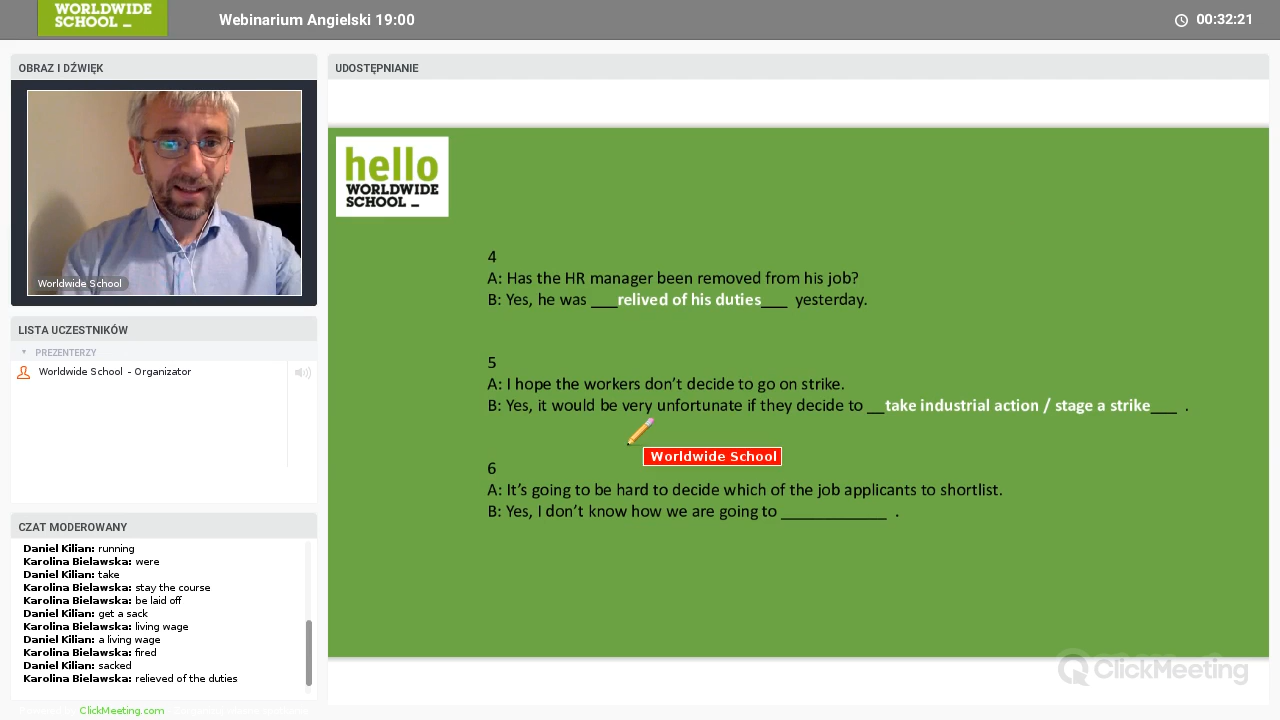 WORLDWIDE
SCHOOL _
Webinarium Angielski 19:00
00:32:21
OBRAZ I DŹWIĘK
Worldwide School
LISTA UCZESTNIKÓW
PREZENTERZY
Worldwide School - Organizator
CZAT MODEROWANY
Daniel Kilian: running
Karolina Bielawska: were
Daniel Kilian: take
Karolina Bielawska: stay the course
Karolina Bielawska: be laid off
Daniel Kilian: get a sack
Karolina Bielawska: living wage
Daniel Kilian: a living wage
Karolina Bielawska: fired
Daniel Kilian: sacked
Karolina Bielawska: relieved of the duties
ClickMeeting.com
UDOSTĘPNIANIE
hello
WORLDWIDE
SCHOOL _
4
A: Has the HR manager been removed from his job?
B: Yes, he was ___relived of his duties___ yesterday.
5
A: I hope the workers don't decide to go on strike.
B: Yes, it would be very unfortunate if they decide to __take industrial action / stage a strike___ .
Worldwide School
6
A: It's going to be hard to decide which of the job applicants to shortlist.
B: Yes, I don't know how we are going to ____________ .
ClickMeeting